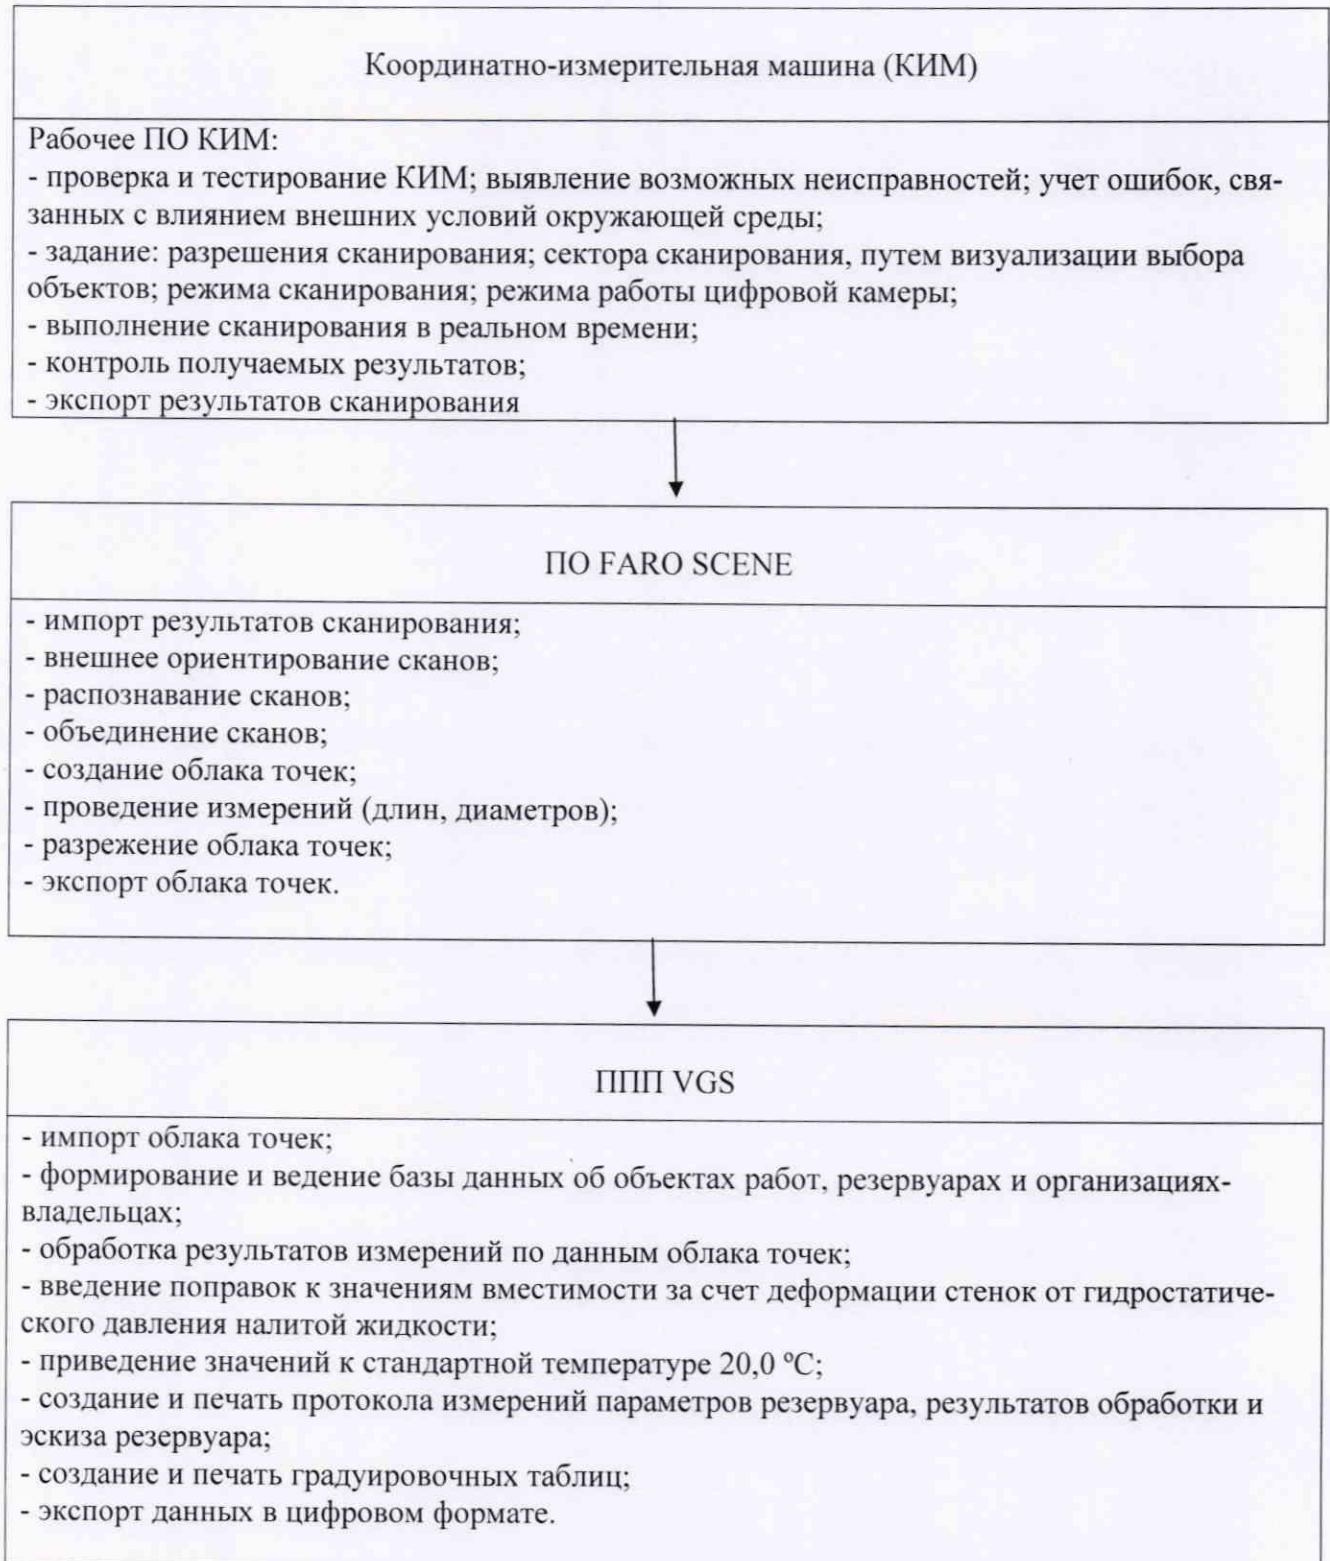 Координатно-измерительная машина (КИМ)
Рабочее ПО КИМ:
- проверка и тестирование КИМ; выявление возможных неисправностей; учет ошибок, свя-
занных с влиянием внешних условий окружающей среды;
- задание: разрешения сканирования; сектора сканирования, путем визуализации выбора
объектов; режима сканирования; режима работы цифровой камеры;
- выполнение сканирования в реальном времени;
- контроль получаемых результатов;
- экспорт результатов сканирования
ПО FARO SCENE
- импорт результатов сканирования;
- внешнее ориентирование сканов;
- распознавание сканов;
- объединение сканов;
- создание облака точек;
- проведение измерений (длин, диаметров);
- разрежение облака точек;
- экспорт облака точек.
ППП VGS
- импорт облака точек;
- формирование и ведение базы данных об объектах работ, резервуарах и организациях-
владельцах;
- обработка результатов измерений по данным облака точек;
- введение поправок к значениям вместимости за счет деформации стенок от гидростатиче-
ского давления налитой жидкости;
- приведение значений к стандартной температуре 20,0 ºС;
- создание и печать протокола измерений параметров резервуара, результатов обработки и
эскиза резервуара;
- создание и печать градуировочных таблиц;
- экспорт данных в цифровом формате.